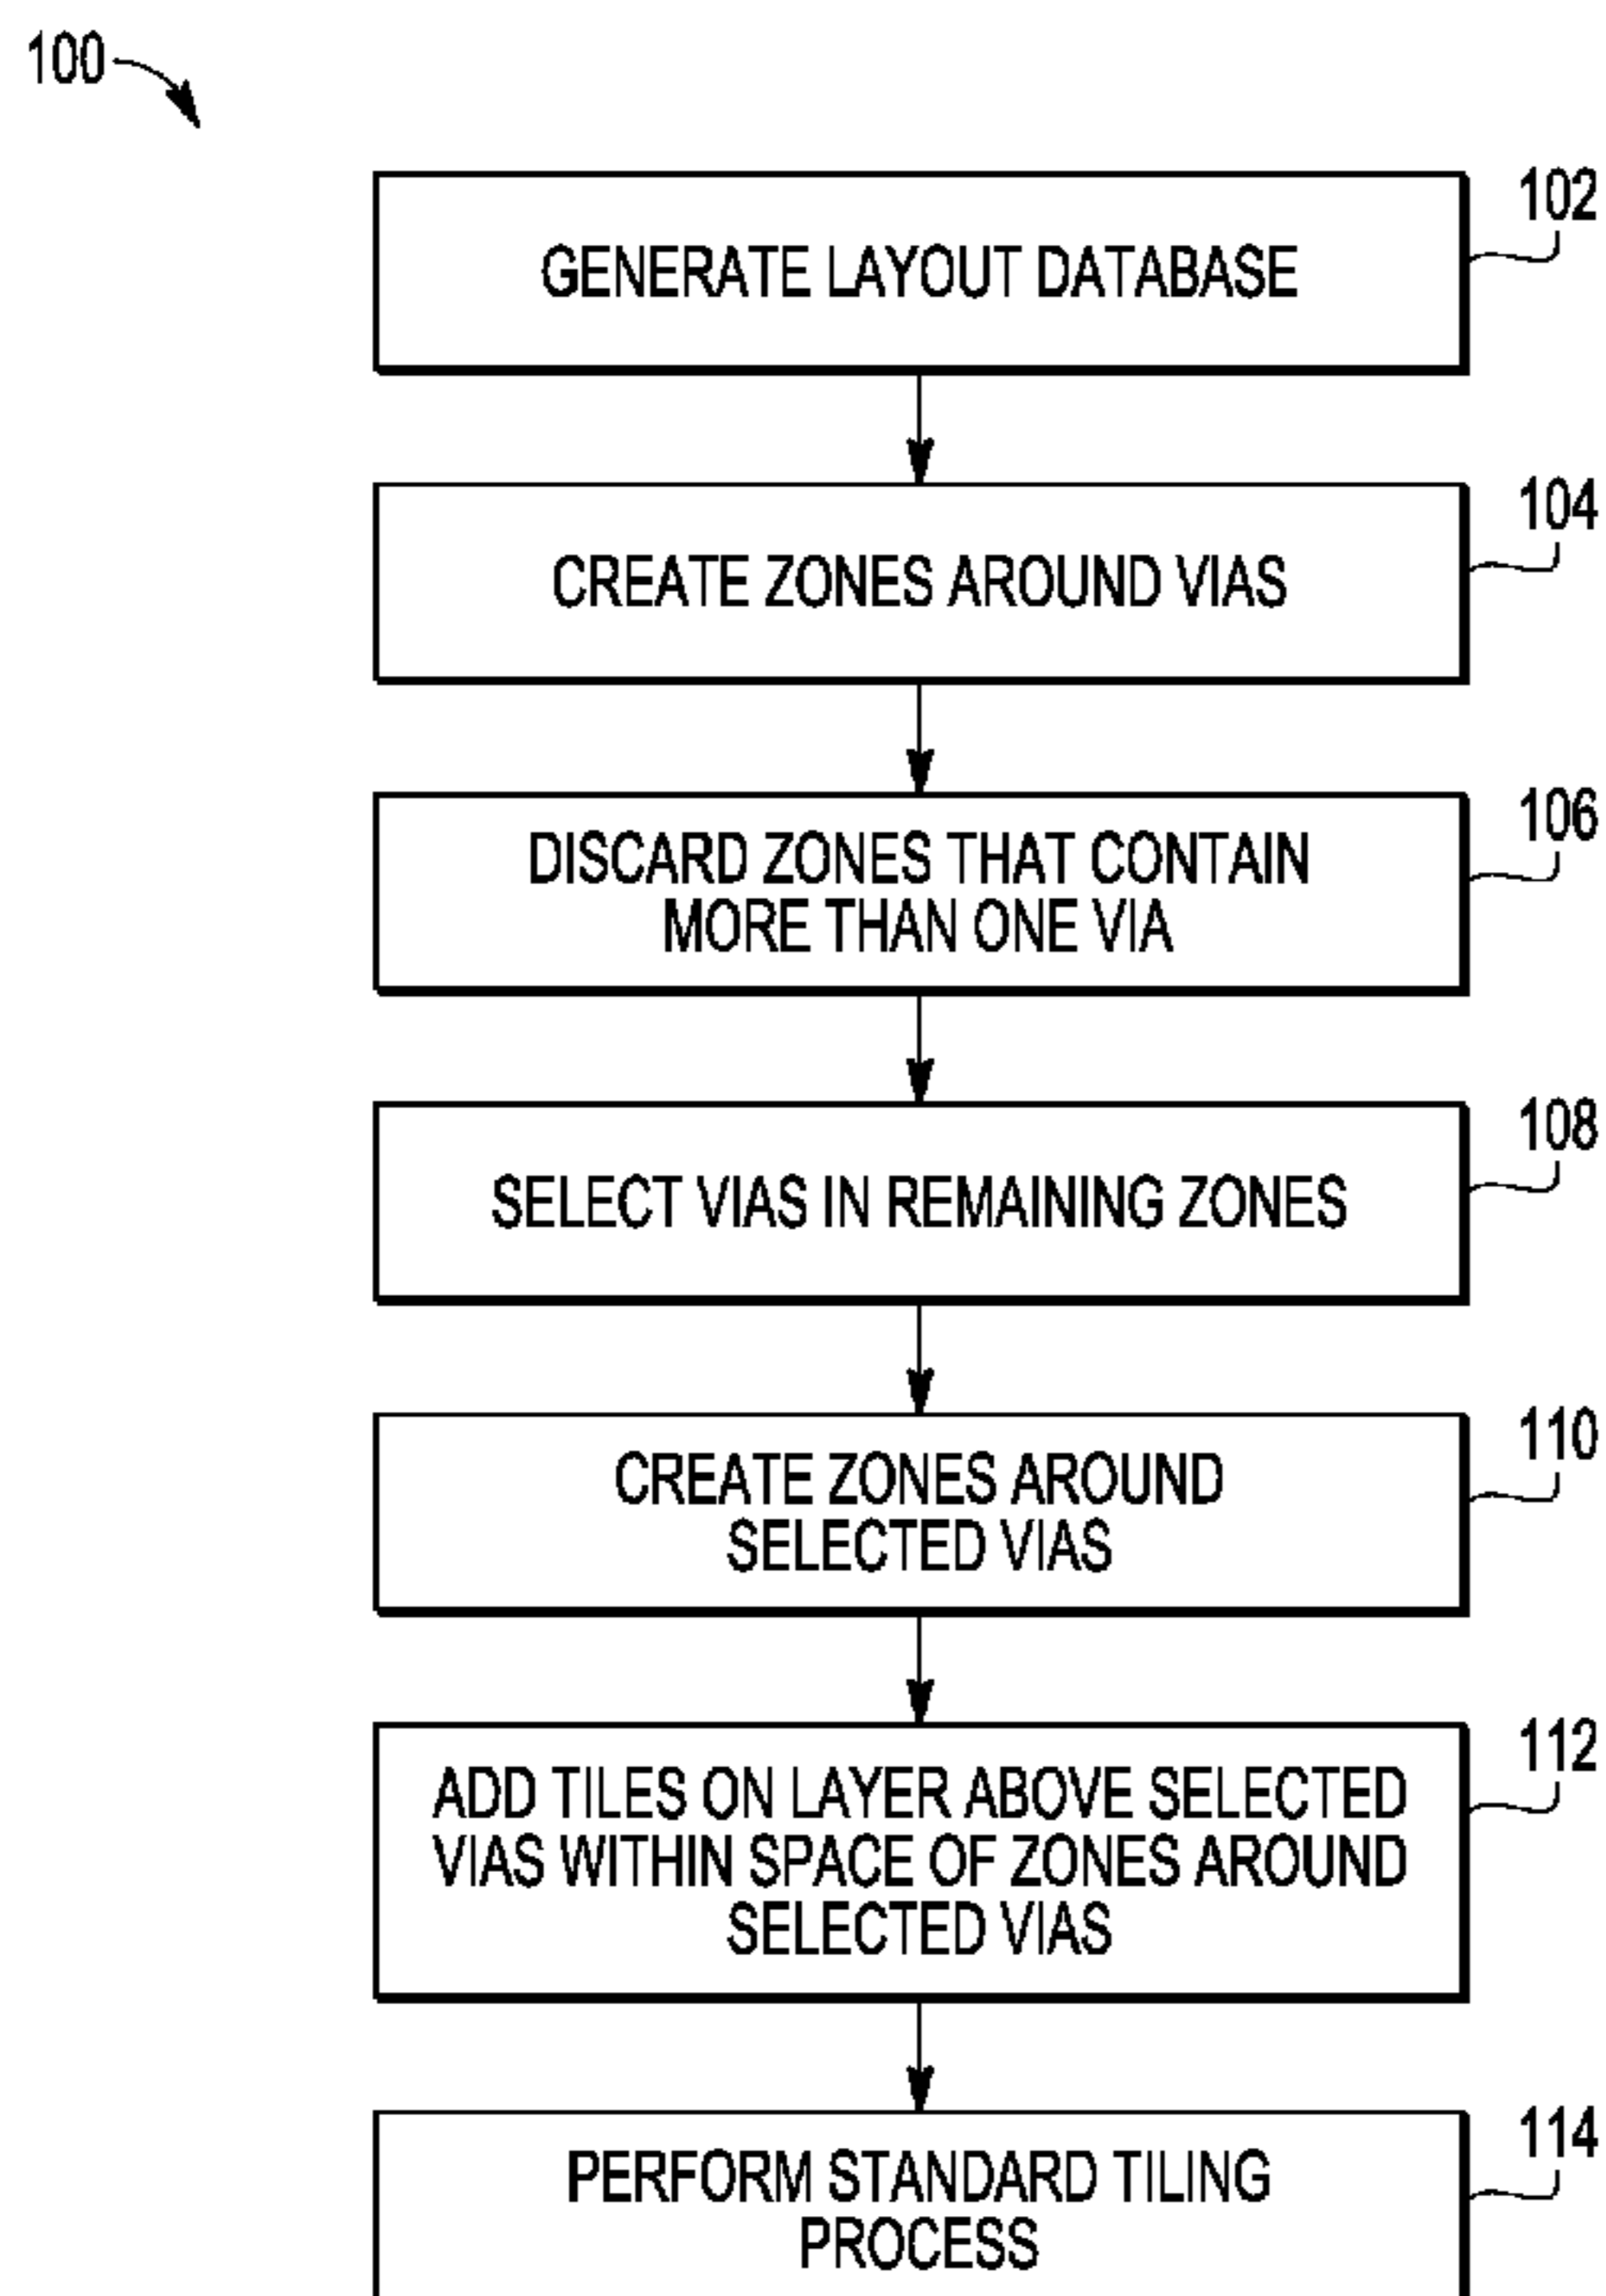 100
102
GENERATE LAYOUT DATABASE
104
CREATE ZONES AROUND VIAS
106
DISCARD ZONES THAT CONTAIN
MORE THAN ONE VIA
108
SELECT VIAS IN REMAINING ZONES
110
CREATE ZONES AROUND
SELECTED VIAS
112
ADD TILES ON LAYER ABOVE SELECTED
VIAS WITHIN SPACE OF ZONES AROUND
SELECTED VIAS
114
PERFORM STANDARD TILING
PROCESS